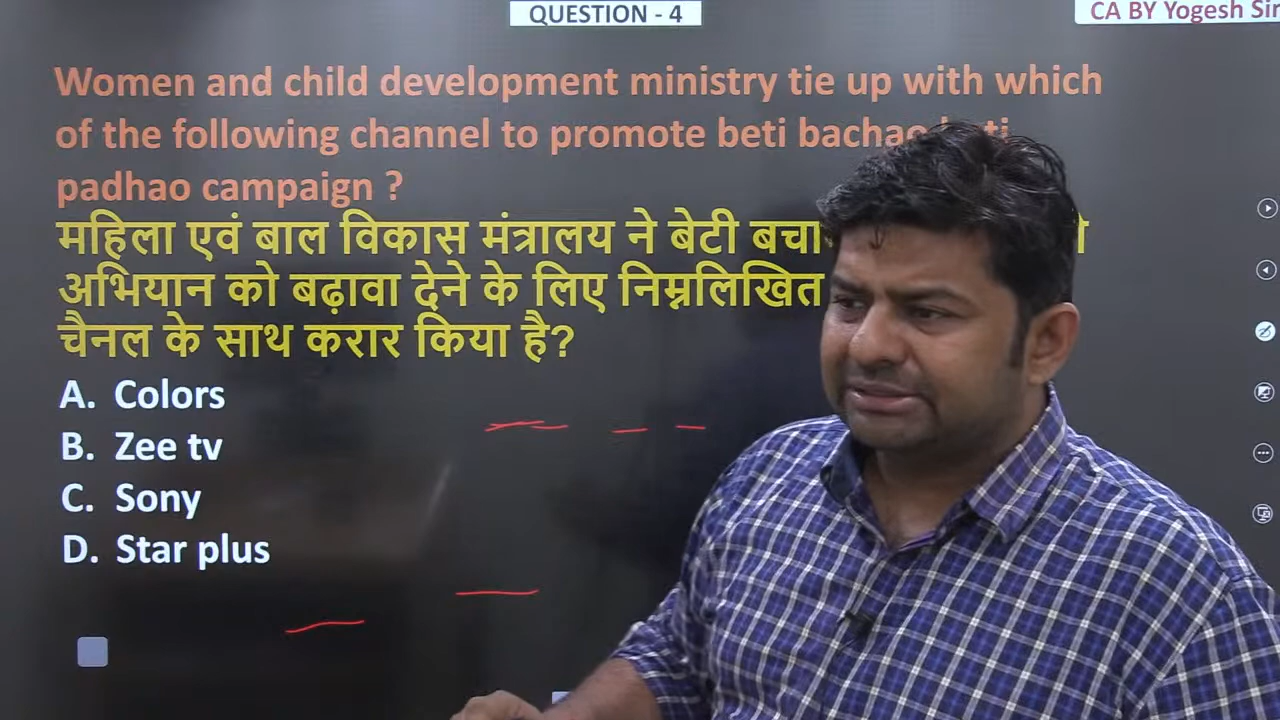 QUESTION - 4
CA BY Yogesh Sir
Women and child development ministry tie up with which
of the following channel to promote beti bachao
padhao campaign ?
महिला एवं बाल विकास मंत्रालय ने बेटी
अभियान को बढ़ावा देने के लिए निम्नलिखित
चैनल के साथ करार किया है?
A. Colors
B. Zee tv
C. Sony
D. Star plus